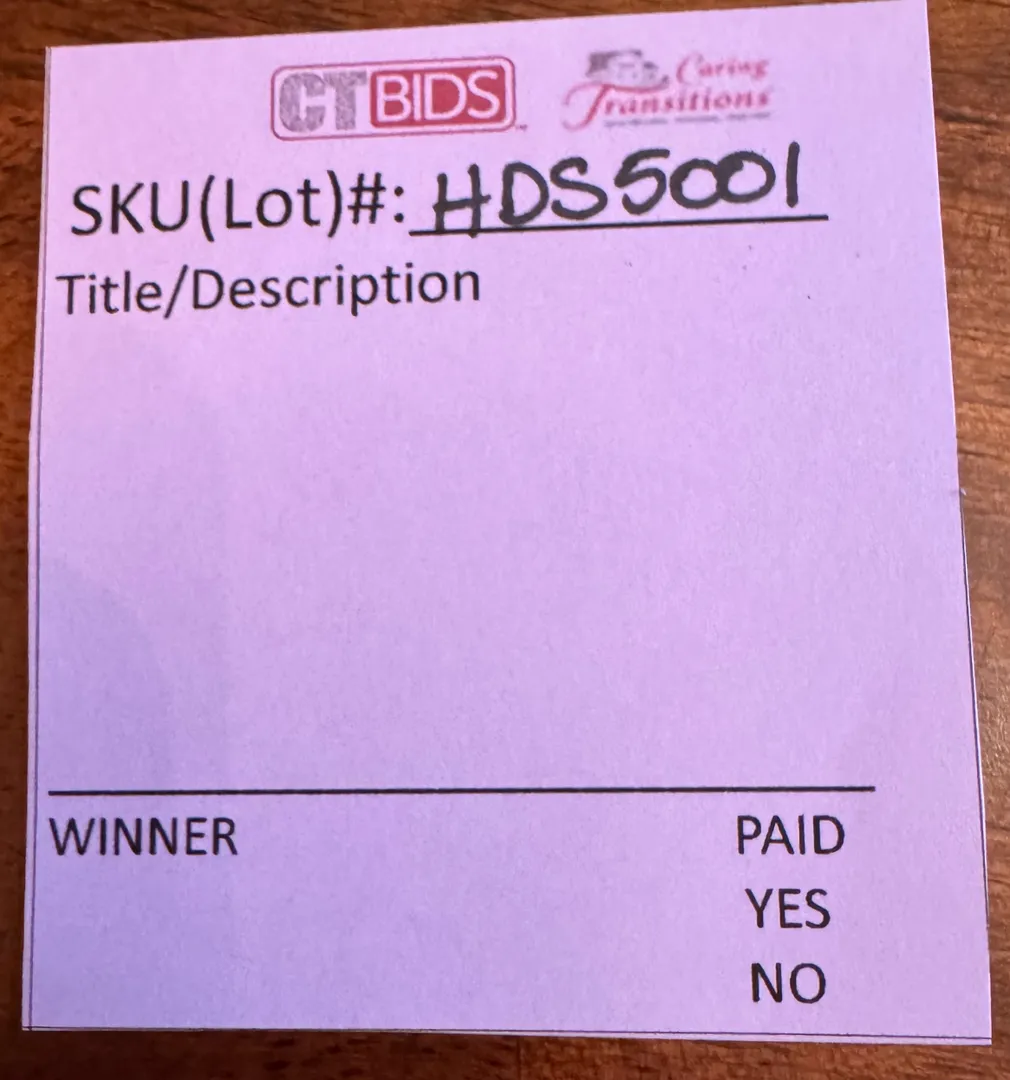 CTBIDS
Caring
Transitions
SKU(Lot)#: HDS5001
Title/Description
WINNER PAID
YES
NO